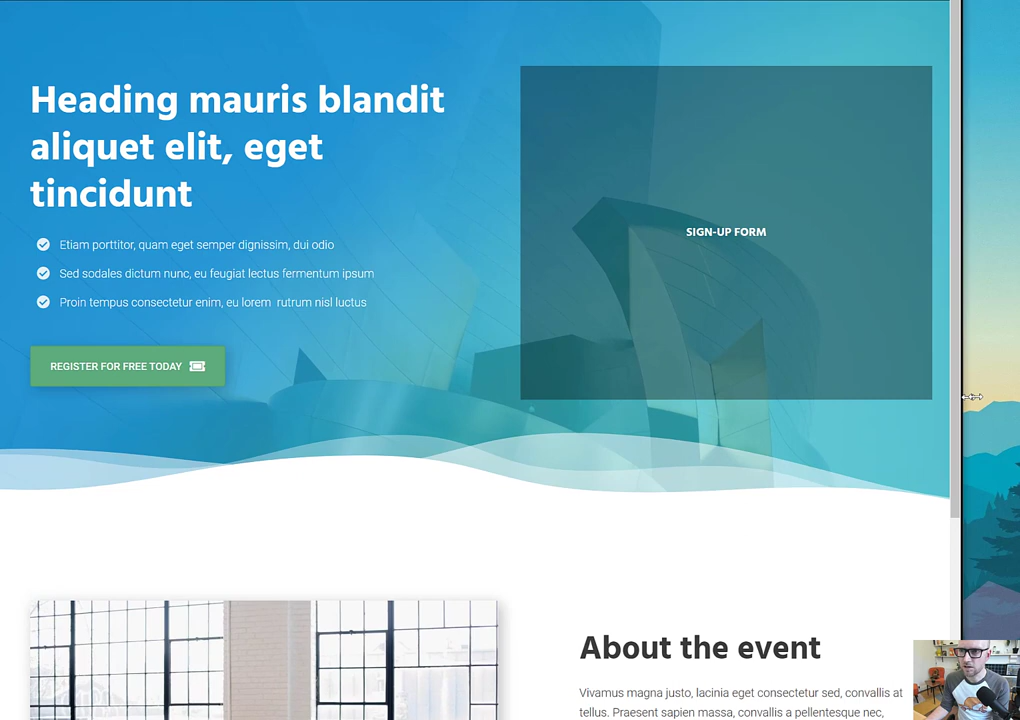 Heading mauris blandit
aliquet elit, eget
tincidunt
Etiam porttitor, quam eget semper dignissim, dui odio
Sed sodales dictum nunc, eu feugiat lectus fermentum ipsum
Proin tempus consectetur enim, eu lorem rutrum nisl luctus
REGISTER FOR FREE TODAY
SIGN-UP FORM
About the event
Vivamus magna justo, lacinia eget consectetur sed, convallis at
tellus. Praesent sapien massa, convallis a pellentesque nec,